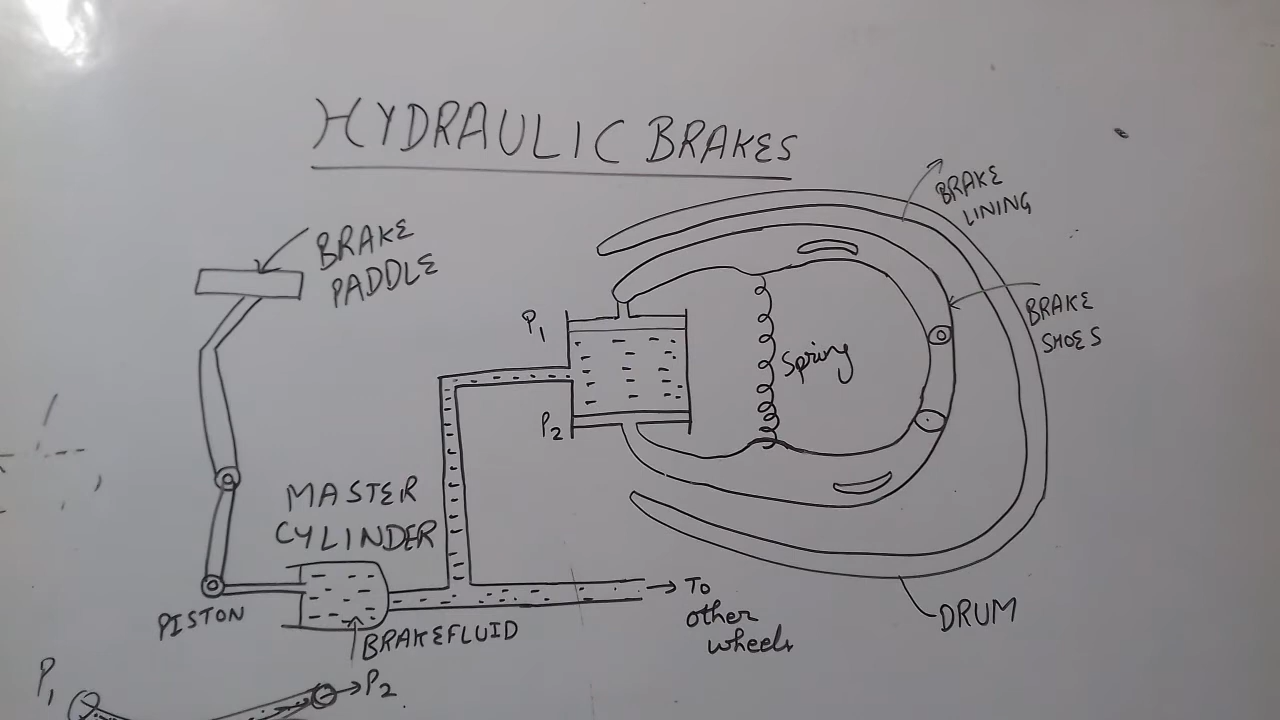 HYDRAULIC BRAKES
BRAKE
PADDLE
BRAKE
LINING
BRAKE
SHOES
P1
Spring
P2
MASTER
CYLINDER
PISTON
BRAKEFLUID
To
other
wheels
DRUM
P1
P2